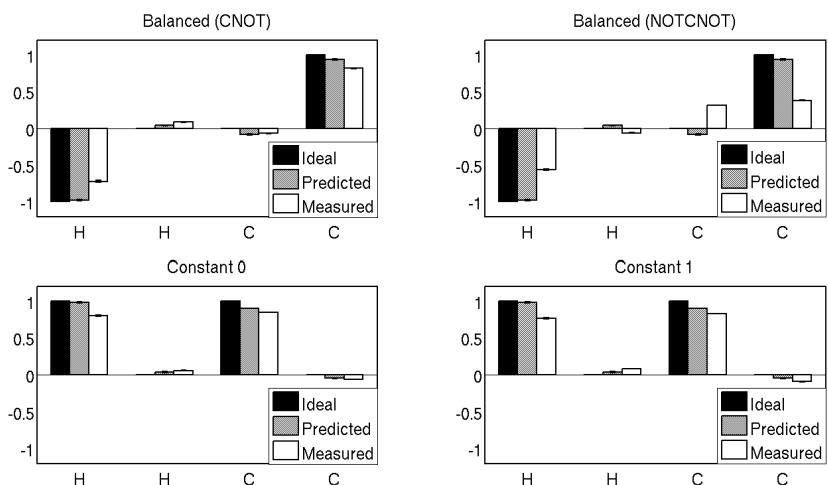 Balanced (CNOT)
1
0.5
0
-0.5
-1
Ideal
Predicted
Measured
H H C C
Balanced (NOTCNOT)
1
0.5
0
-0.5
-1
Ideal
Predicted
Measured
H H C C
Constant 0
1
0.5
0
-0.5
-1
Ideal
Predicted
Measured
H H C C
Constant 1
1
0.5
0
-0.5
-1
Ideal
Predicted
Measured
H H C C